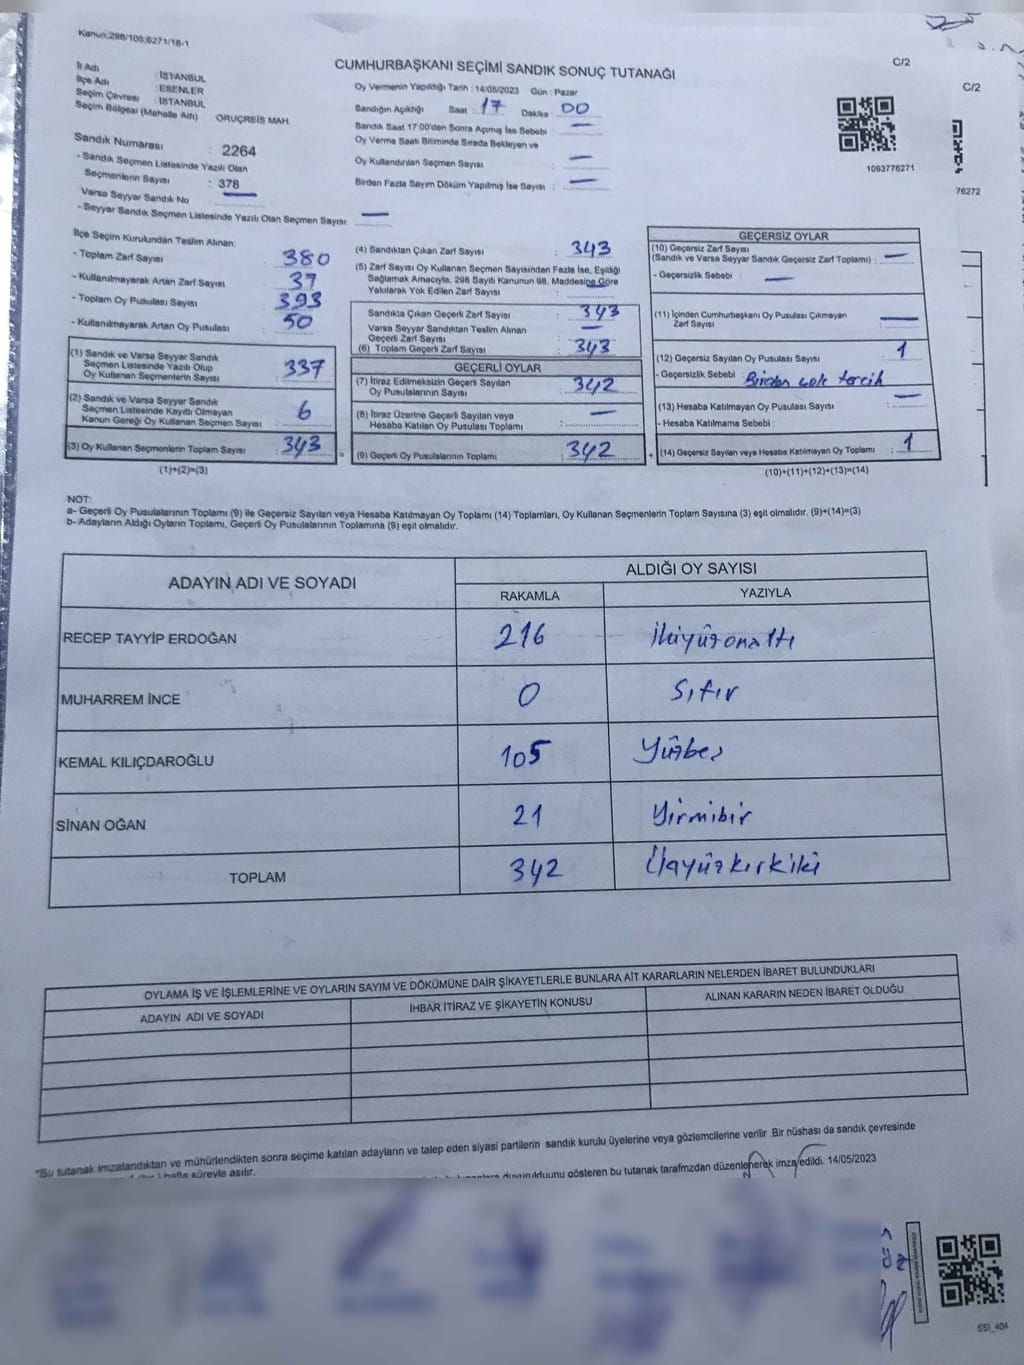 Kanun;298/105;6271/18-1
CUMHURBAŞKANI SEÇİMİ SANDIK SONUÇ TUTANAĞI
C/2
C/2
İl Adı : İSTANBUL
İlçe Adı : ESENLER
Seçim Çevresi : İSTANBUL
Seçim Bölgesi (Mahalle Adı) ORUÇREİS MAH.
Oy Vermenin Yapıldığı Tarih : 14/05/2023 Gün : Pazar
Sandığın Açıldığı Saat : 17 Dakika : 00
Sandık Saat 17:00'den Sonra Açımış İse Sebebi : —
Oy Verme Saati Bitiminde Sırada Bekleyen ve
Oy Kullandırılan Seçmen Sayısı : —
Birden Fazla Sayım Döküm Yapılmış İse Sayısı : —
1093776271
76272
Sandık Numarası : 2264
- Sandık Seçmen Listesinde Yazılı Olan
Seçmenlerin Sayısı : 378
Varsa Seyyar Sandık No —
- Seyyar Sandık Seçmen Listesinde Yazılı Olan Seçmen Sayısı: —
İlçe Seçim Kurulundan Teslim Alınan:
- Toplam Zarf Sayısı : 380
- Kullanılmayarak Artan Zarf Sayısı : 37
- Toplam Oy Pusulası Sayısı : 393
- Kullanılmayarak Artan Oy Pusulası : 50
(1) Sandık ve Varsa Seyyar Sandık
Seçmen Listesinde Yazılı Olup
Oy Kullanan Seçmenlerin Sayısı : 337
(2) Sandık ve Varsa Seyyar Sandık
Seçmen Listesinde Kayıtlı Olmayan
Kanun Gereği Oy Kullanan Seçmen Sayısı : 6
(3) Oy Kullanan Seçmenlerin Toplam Sayısı : 343
(1)+(2)=(3)
(4) Sandıktan Çıkan Zarf Sayısı : 343
(5) Zarf Sayısı Oy Kullanan Seçmen Sayısından Fazla İse, Eşitliği
Sağlamak Amacıyla, 298 Sayılı Kanunun 98. Maddesine Göre
Yakılarak Yok Edilen Zarf Sayısı : —
Sandıkta Çıkan Geçerli Zarf Sayısı : 343
Varsa Seyyar Sandıktan Teslim Alınan
Geçerli Zarf Sayısı : —
(6) Toplam Geçerli Zarf Sayısı : 343
GEÇERLİ OYLAR
(7) İtiraz Edilmeksizin Geçerli Sayılan
Oy Pusulalarının Sayısı : 342
(8) İtiraz Üzerine Geçerli Sayılan veya
Hesaba Katılan Oy Pusulası Toplamı : —
(9) Geçerli Oy Pusulalarının Toplamı : 342
GEÇERSİZ OYLAR
(10) Geçersiz Zarf Sayısı
(Sandık ve Varsa Seyyar Sandık Geçersiz Zarf Toplamı) : —
- Geçersizlik Sebebi : —
(11) İçinden Cumhurbaşkanı Oy Pusulası Çıkmayan
Zarf Sayısı —
(12) Geçersiz Sayılan Oy Pusulası Sayısı 1
- Geçersizlik Sebebi Birden çok tercih
(13) Hesaba Katılmayan Oy Pusulası Sayısı —
- Hesaba Katılmama Sebebi :
(14) Geçersiz Sayılan veya Hesaba Katılmayan Oy Toplamı : 1
(10)+(11)+(12)+(13)=(14)
NOT:
a- Geçerli Oy Pusulalarının Toplamı (9) ile Geçersiz Sayılan veya Hesaba Katılmayan Oy Toplamı (14) Toplamları, Oy Kullanan Seçmenlerin Toplam Sayısına (3) eşit olmalıdır. (9)+(14)=(3)
b- Adayların Aldığı Oyların Toplamı, Geçerli Oy Pusulalarının Toplamına (9) eşit olmalıdır.
ADAYIN ADI VE SOYADI
ALDIĞI OY SAYISI
RAKAMLA YAZIYLA
RECEP TAYYİP ERDOĞAN 216 İkiyüzonaltı
MUHARREM İNCE 0 Sıfır
KEMAL KILIÇDAROĞLU 105 Yüzbeş
SİNAN OĞAN 21 Yirmibir
TOPLAM 342 Üçyüzkırkiki
OYLAMA İŞ VE İŞLEMLERİNE VE OYLARIN SAYIM VE DÖKÜMÜNE DAİR ŞİKAYETLERLE BUNLARA AİT KARARLARIN NELERDEN İBARET BULUNDUKLARI
ADAYIN ADI VE SOYADI İHBAR İTİRAZ VE ŞİKAYETİN KONUSU ALINAN KARARIN NEDEN İBARET OLDUĞU
*Bu tutanak imzalandıktan ve mühürlendikten sonra seçime katılan adayların ve talep eden siyasi partilerin sandık kurulu üyelerine veya gözlemcilerine verilir .Bir nüshası da sandık çevresinde
hafta süreyle asılır.
gösteren bu tutanak tarafımızdan düzenlenerek imza edildi. 14/05/2023
SSI_404